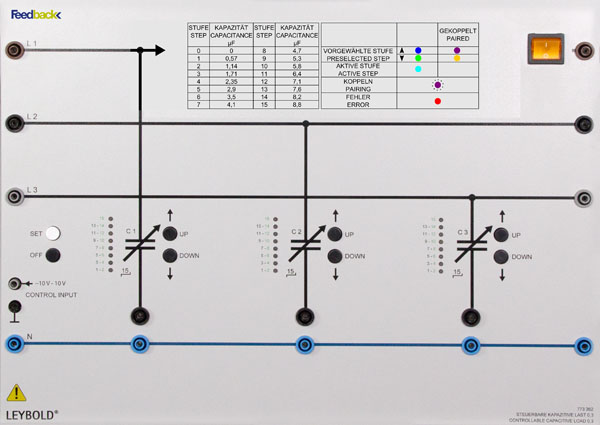 Feedback
STUFE STEP KAPAZITÄT CAPACITANCE µF STUFE STEP KAPAZITÄT CAPACITANCE µF
0 0 8 4,7
1 0,57 9 5,3
2 1,14 10 5,8
3 1,71 11 6,4
4 2,35 12 7,1
5 2,9 13 7,6
6 3,5 14 8,2
7 4,1 15 8,8
GEKOPPELT
PAIRED
VORGEWÄHLTE STUFE
PRESELECTED STEP
AKTIVE STUFE
ACTIVE STEP
KOPPELN
PAIRING
FEHLER
ERROR
L 1
L 2
L 3
SET
OFF
C 1
UP
DOWN
15
C 2
UP
DOWN
15
C 3
UP
DOWN
15
-10 V - 10 V
CONTROL INPUT
N
LEYBOLD®
STEUERBARE KAPAZITIVE LAST 0.3
CONTROLLABLE CAPACITIVE LOAD 0.3